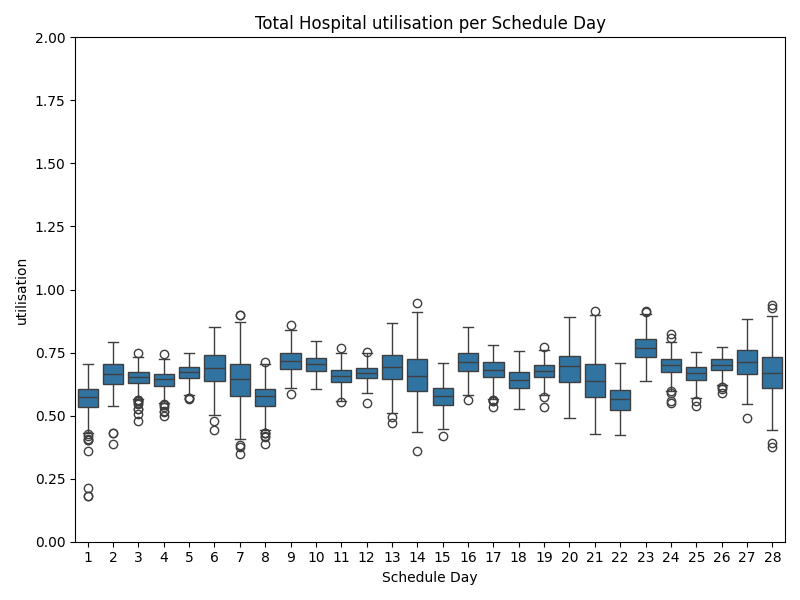 Total Hospital utilisation per Schedule Day
utilisation
2.00
1.75
1.50
1.25
1.00
0.75
0.50
0.25
0.00
1 2 3 4 5 6 7 8 9 10 11 12 13 14 15 16 17 18 19 20 21 22 23 24 25 26 27 28
Schedule Day